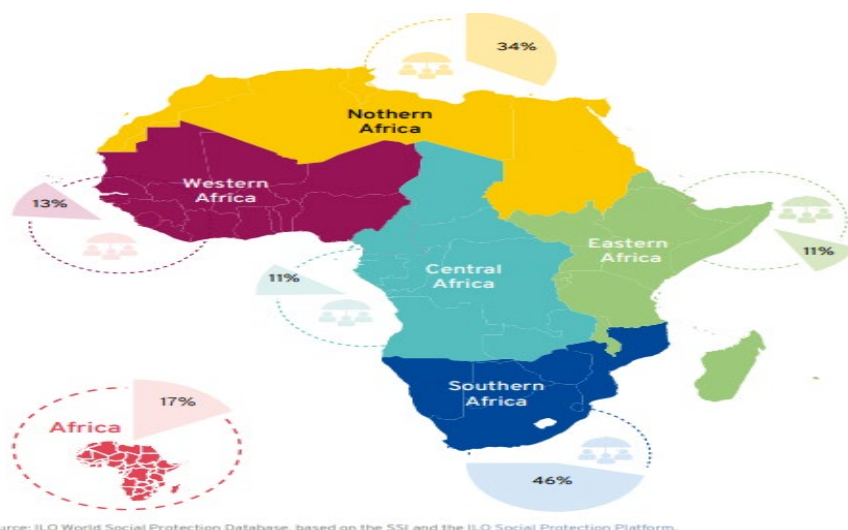 34%
Nothern
Africa
Western
Africa
13%
Eastern
Africa
11%
Central
Africa
11%
Southern
Africa
46%
17%
Africa
urce: ILO World Social Protection Database, based on the SSI and the ILO Social Protection Platform.